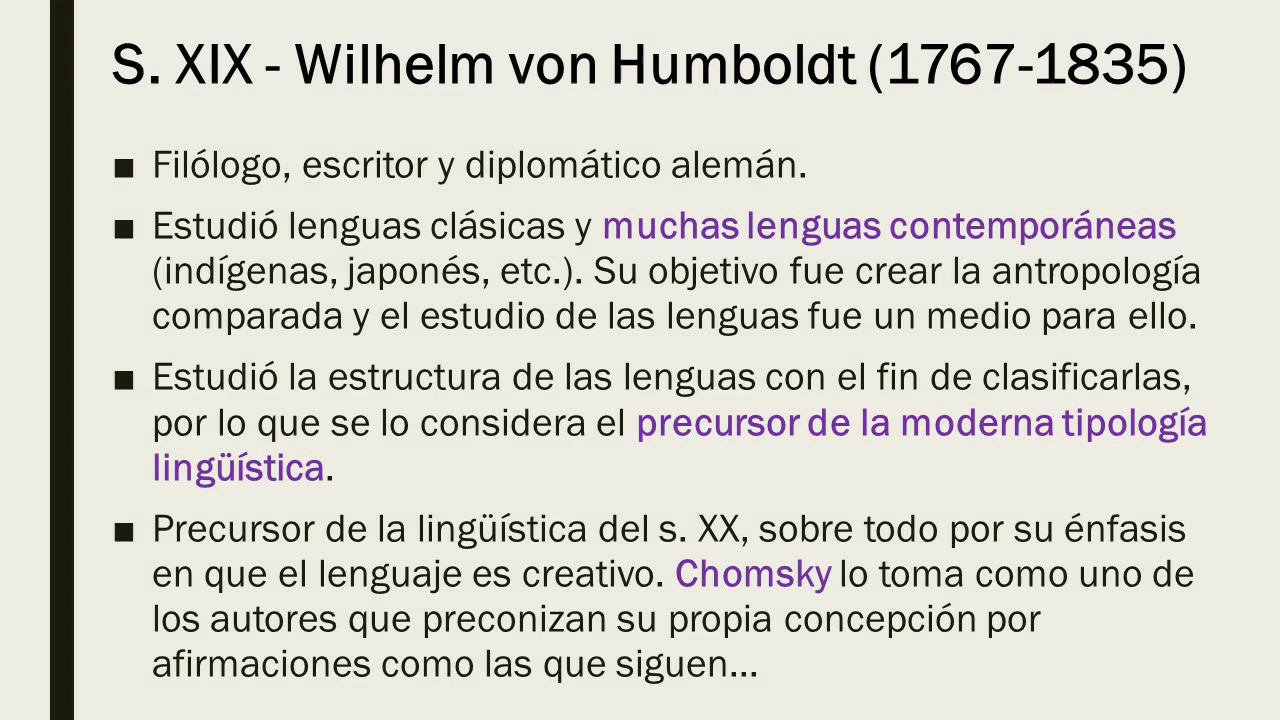 S. XIX - Wilhelm von Humboldt (1767-1835)
■ Filólogo, escritor y diplomático alemán.
■ Estudió lenguas clásicas y muchas lenguas contemporáneas
(indígenas, japonés, etc.). Su objetivo fue crear la antropología
comparada y el estudio de las lenguas fue un medio para ello.
■ Estudió la estructura de las lenguas con el fin de clasificarlas,
por lo que se lo considera el precursor de la moderna tipología
lingüística.
■ Precursor de la lingüística del s. XX, sobre todo por su énfasis
en que el lenguaje es creativo. Chomsky lo toma como uno de
los autores que preconizan su propia concepción por
afirmaciones como las que siguen...